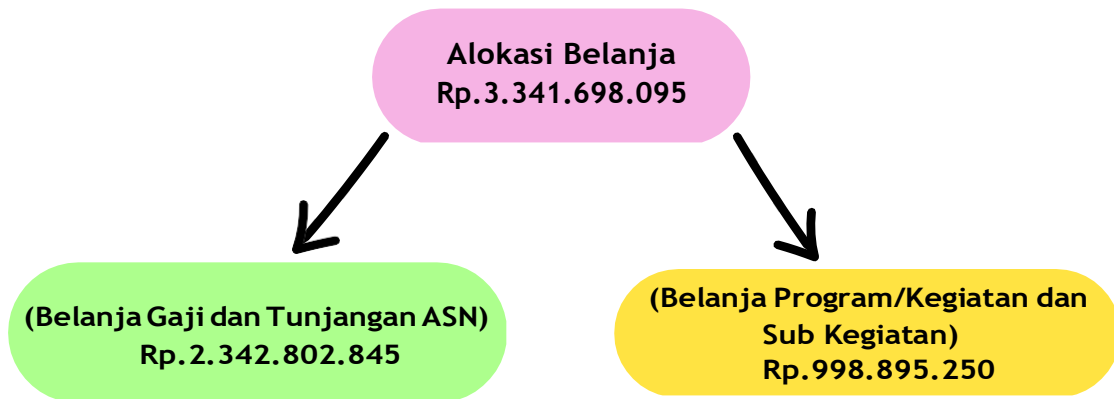 Alokasi Belanja
Rp.3.341.698.095
(Belanja Gaji dan Tunjangan ASN)
Rp.2.342.802.845
(Belanja Program/Kegiatan dan
Sub Kegiatan)
Rp.998.895.250